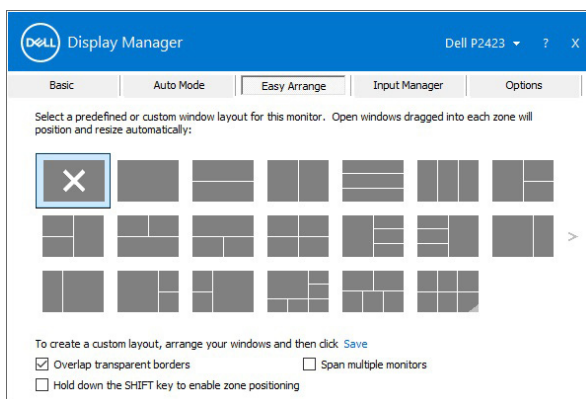 DELL Display Manager Dell P2423 ? X
Basic Auto Mode Easy Arrange Input Manager Options
Select a predefined or custom window layout for this monitor. Open windows dragged into each zone will
position and resize automatically:
>
To create a custom layout, arrange your windows and then click Save
Overlap transparent borders Span multiple monitors
Hold down the SHIFT key to enable zone positioning